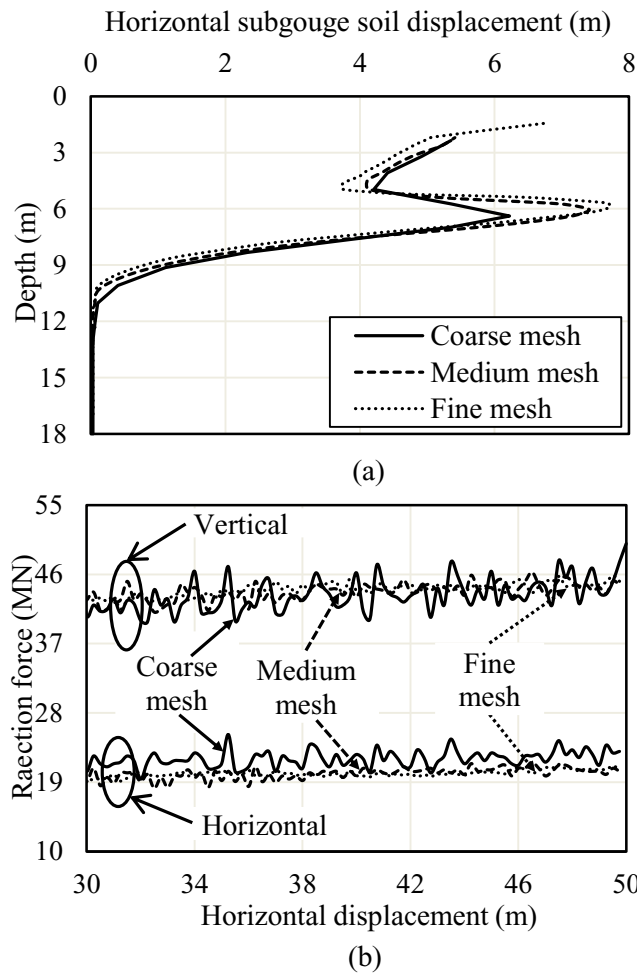 Horizontal subgouge soil displacement (m)
0 2 4 6 8
0
3
6
9
12
15
18
Depth (m)
Coarse mesh
Medium mesh
Fine mesh
(a)
55
46
37
28
19
10
Raection force (MN)
Vertical
Coarse
mesh
Medium
mesh
Fine
mesh
Horizontal
30 34 38 42 46 50
Horizontal displacement (m)
(b)